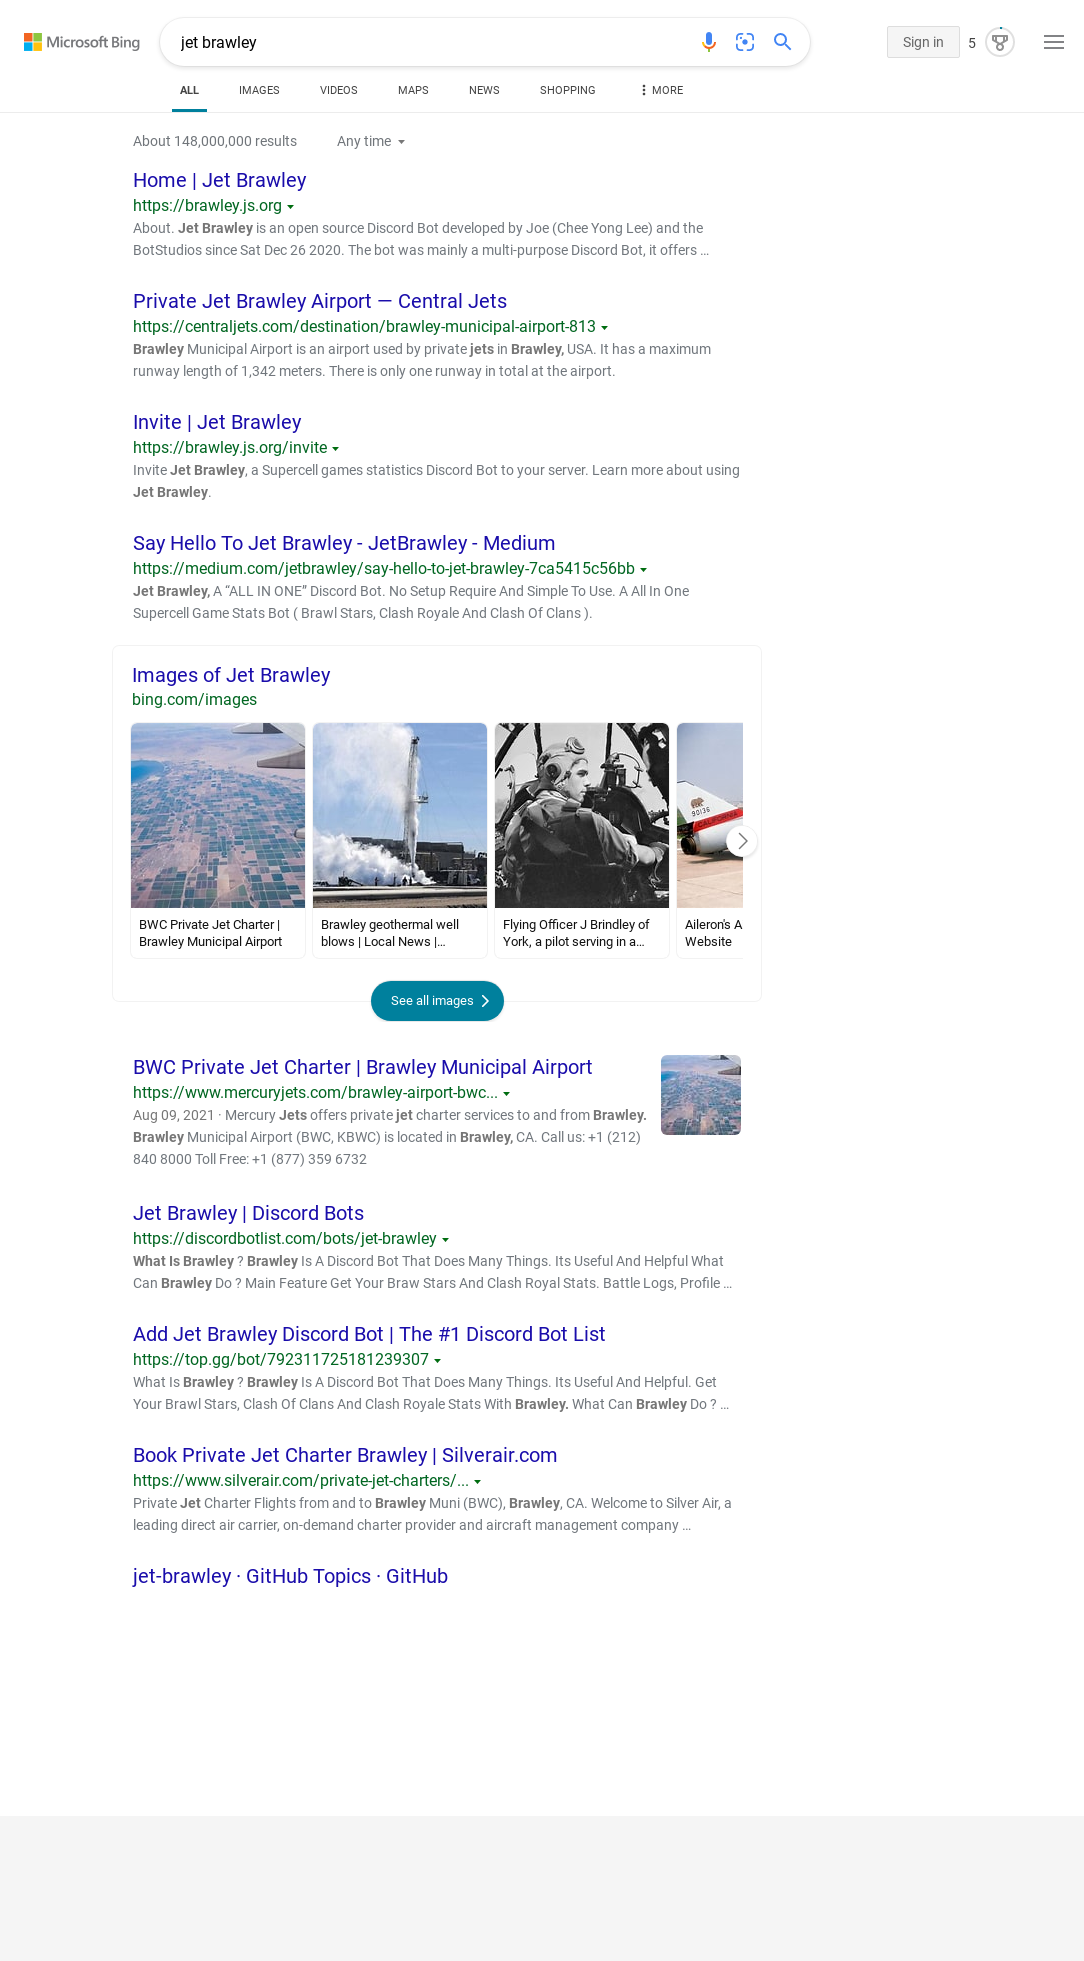 Microsoft Bing
jet brawley
Sign in
5
ALL
IMAGES
VIDEOS
MAPS
NEWS
SHOPPING
MORE
About 148,000,000 results
Any time
Home | Jet Brawley
https://brawley.js.org
About. Jet Brawley is an open source Discord Bot developed by Joe (Chee Yong Lee) and the
BotStudios since Sat Dec 26 2020. The bot was mainly a multi-purpose Discord Bot, it offers …
Private Jet Brawley Airport — Central Jets
https://centraljets.com/destination/brawley-municipal-airport-813
Brawley Municipal Airport is an airport used by private jets in Brawley, USA. It has a maximum
runway length of 1,342 meters. There is only one runway in total at the airport.
Invite | Jet Brawley
https://brawley.js.org/invite
Invite Jet Brawley, a Supercell games statistics Discord Bot to your server. Learn more about using
Jet Brawley.
Say Hello To Jet Brawley - JetBrawley - Medium
https://medium.com/jetbrawley/say-hello-to-jet-brawley-7ca5415c56bb
Jet Brawley, A “ALL IN ONE” Discord Bot. No Setup Require And Simple To Use. A All In One
Supercell Game Stats Bot ( Brawl Stars, Clash Royale And Clash Of Clans ).
Images of Jet Brawley
bing.com/images
90136
CALIFORNIA
BWC Private Jet Charter |
Brawley Municipal Airport
Brawley geothermal well
blows | Local News |…
Flying Officer J Brindley of
York, a pilot serving in a…
Aileron's A
Website
See all images
BWC Private Jet Charter | Brawley Municipal Airport
https://www.mercuryjets.com/brawley-airport-bwc...
Aug 09, 2021 · Mercury Jets offers private jet charter services to and from Brawley.
Brawley Municipal Airport (BWC, KBWC) is located in Brawley, CA. Call us: +1 (212)
840 8000 Toll Free: +1 (877) 359 6732
Jet Brawley | Discord Bots
https://discordbotlist.com/bots/jet-brawley
What Is Brawley ? Brawley Is A Discord Bot That Does Many Things. Its Useful And Helpful What
Can Brawley Do ? Main Feature Get Your Braw Stars And Clash Royal Stats. Battle Logs, Profile …
Add Jet Brawley Discord Bot | The #1 Discord Bot List
https://top.gg/bot/792311725181239307
What Is Brawley ? Brawley Is A Discord Bot That Does Many Things. Its Useful And Helpful. Get
Your Brawl Stars, Clash Of Clans And Clash Royale Stats With Brawley. What Can Brawley Do ? …
Book Private Jet Charter Brawley | Silverair.com
https://www.silverair.com/private-jet-charters/...
Private Jet Charter Flights from and to Brawley Muni (BWC), Brawley, CA. Welcome to Silver Air, a
leading direct air carrier, on-demand charter provider and aircraft management company …
jet-brawley · GitHub Topics · GitHub